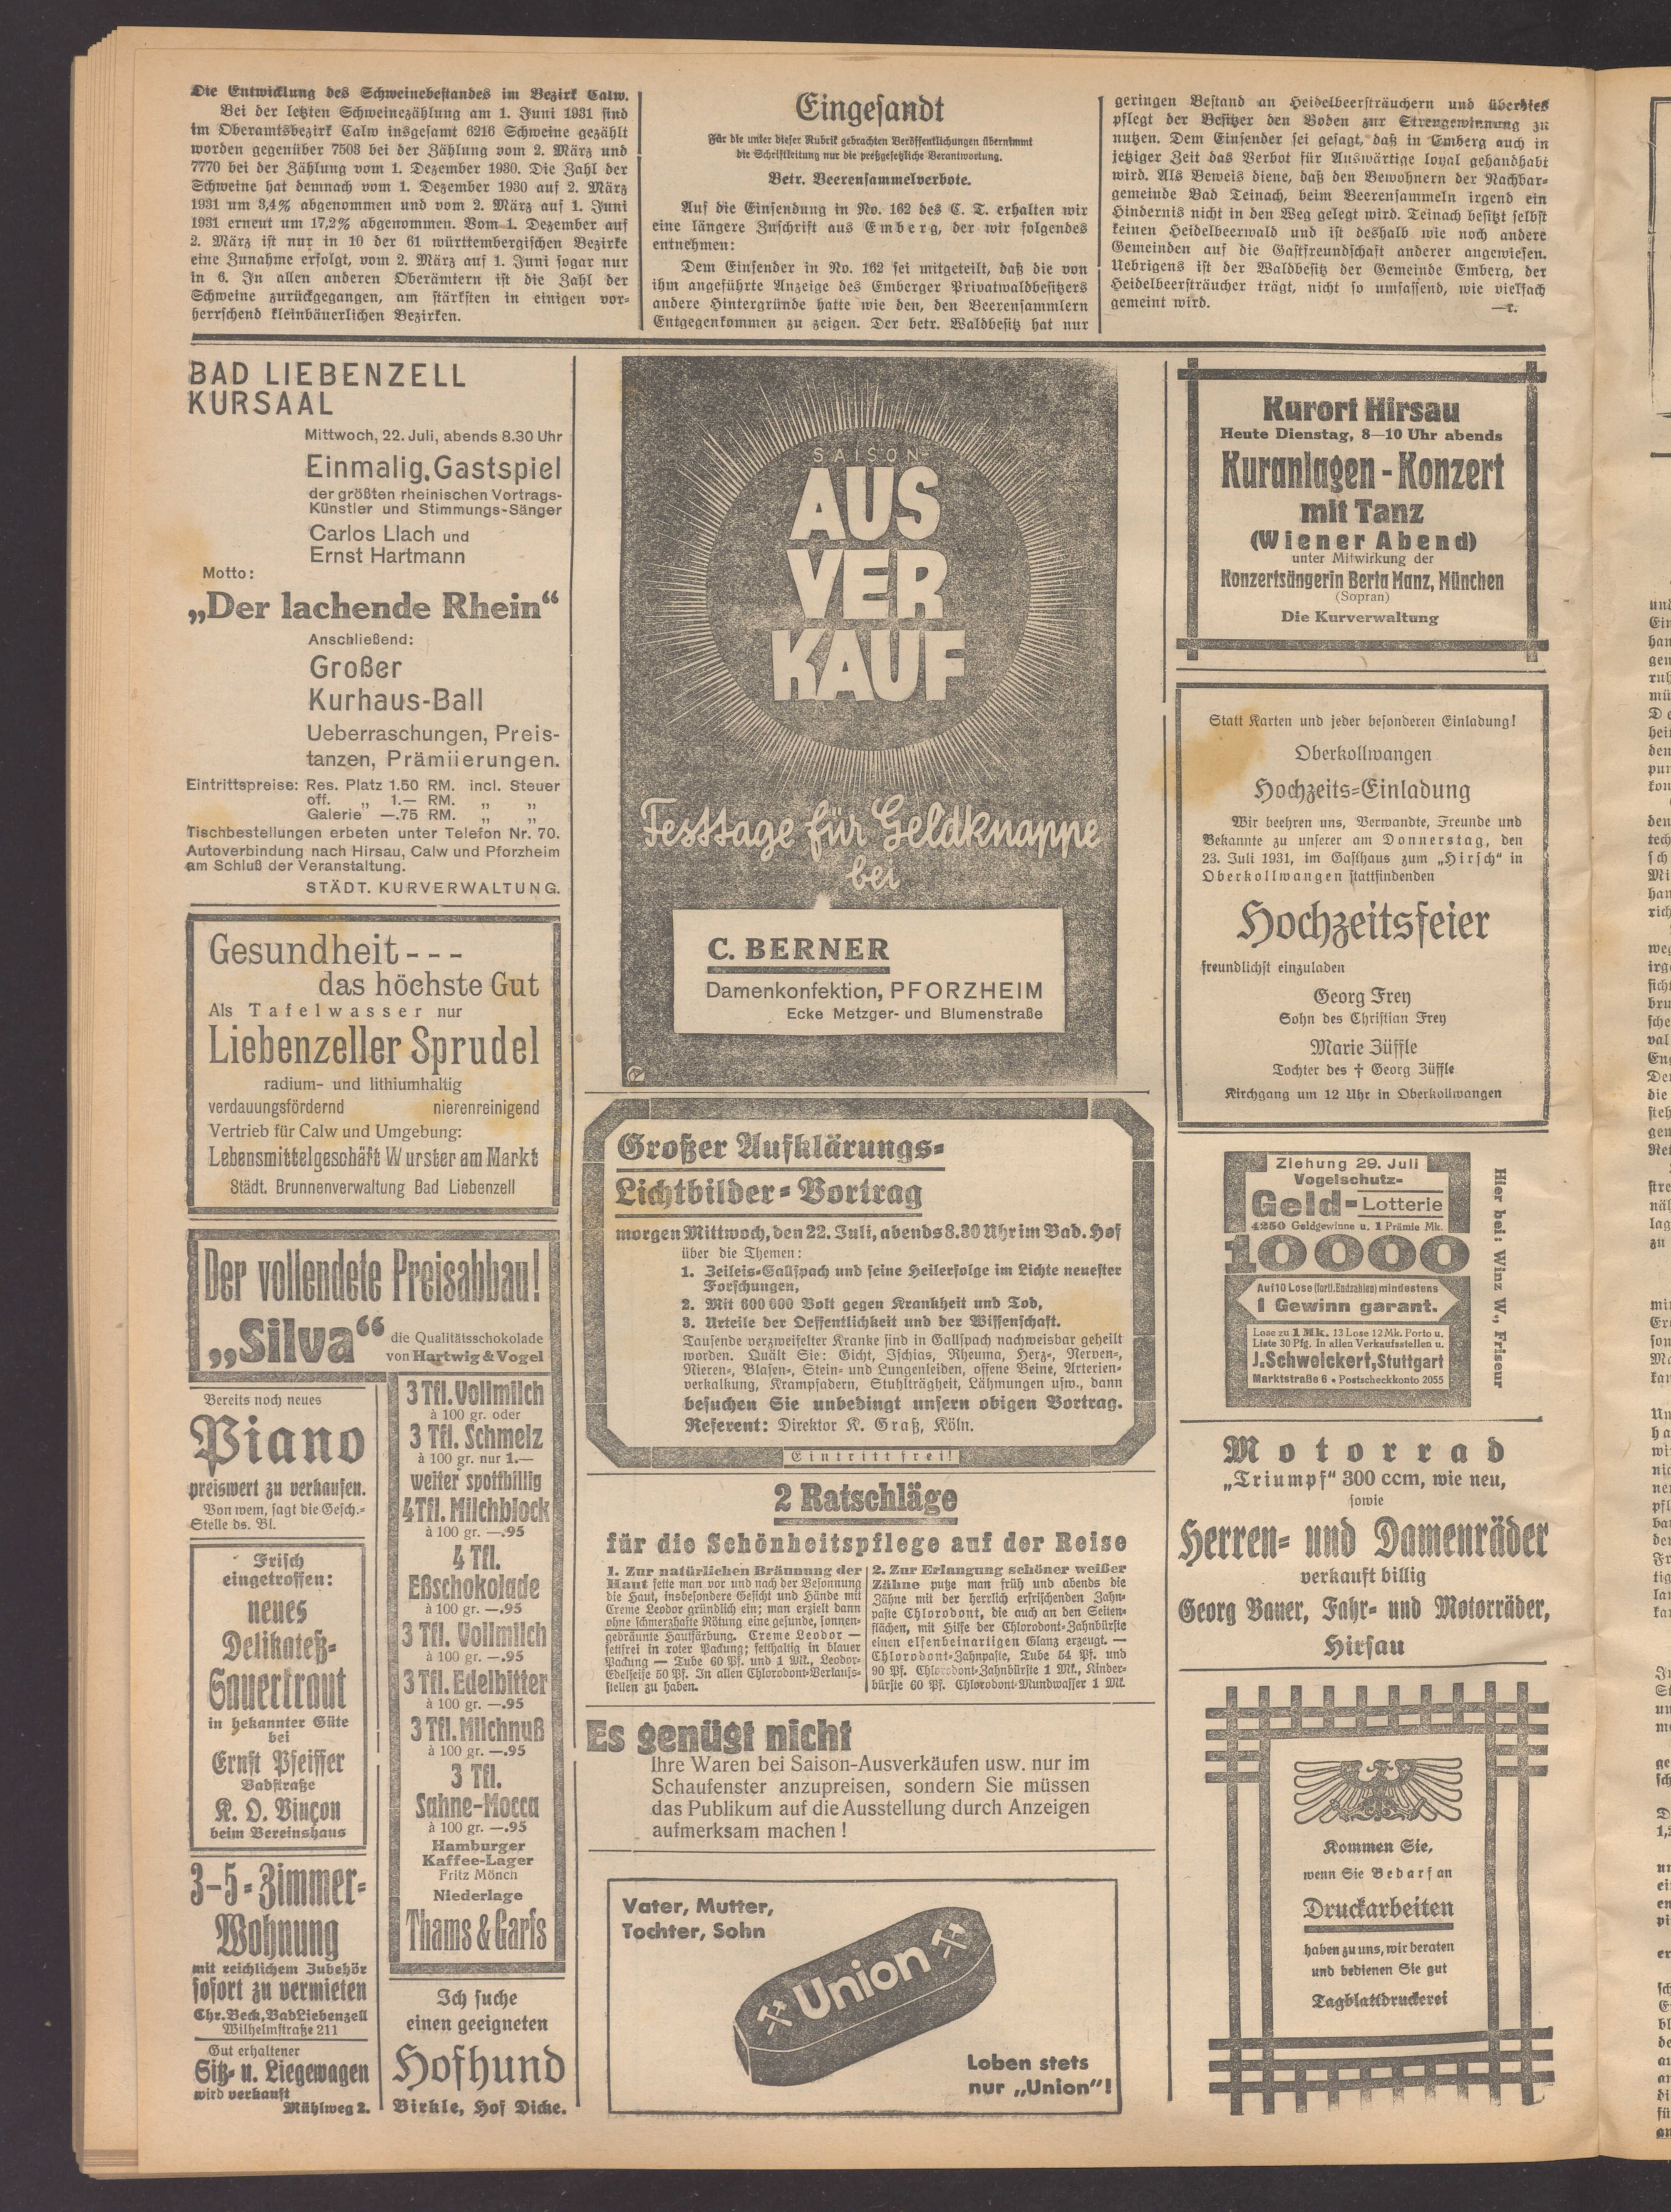 Die Entwicklung des Schweinebestandes im Bezirk Calw.
Bei der letzten Schweinezählung am 1. Juni 1931 sind
im Oberamtsbezirk Calw insgesamt 6216 Schweine gezählt
worden gegenüber 7503 bei der Zählung vom 2. März und
7770 bei der Zählung vom 1. Dezember 1930. Die Zahl der
Schweine hat demnach vom 1. Dezember 1930 auf 2. März
1931 um 3,4% abgenommen und vom 2. März auf 1. Juni
1931 erneut um 17,2% abgenommen. Vom 1. Dezember auf
2. März ist nur in 10 der 61 württembergischen Bezirke
eine Zunahme erfolgt, vom 2. März auf 1. Juni sogar nur
in 6. In allen anderen Oberämtern ist die Zahl der
Schweine zurückgegangen, am stärksten in einigen vor-
herrschend kleinbäuerlichen Bezirken.
Eingesandt
Für die unter dieser Rubrik gebrachten Veröffentlichungen übernimmt
die Schriftleitung nur die preßgesetzliche Verantwortung.
Betr. Beerensammelverbote.
Auf die Einsendung in No. 162 des C. T. erhalten wir
eine längere Zuschrift aus Emberg, der wir folgendes
entnehmen:
Dem Einsender in No. 162 sei mitgeteilt, daß die von
ihm angeführte Anzeige des Emberger Privatwaldbesitzers
andere Hintergründe hatte wie den, den Beerensammlern
Entgegenkommen zu zeigen. Der betr. Waldbesitz hat nur
geringen Bestand an Heidelbeersträuchern und überdies
pflegt der Besitzer den Boden zur Streugewinnung zu
nutzen. Dem Einsender sei gesagt, daß in Emberg auch in
jetziger Zeit das Verbot für Auswärtige loyal gehandhabt
wird. Als Beweis diene, daß den Bewohnern der Nachbar-
gemeinde Bad Teinach, beim Beerensammeln irgend ein
Hindernis nicht in den Weg gelegt wird. Teinach besitzt selbst
keinen Heidelbeerwald und ist deshalb wie noch andere
Gemeinden auf die Gastfreundschaft anderer angewiesen.
Uebrigens ist der Waldbesitz der Gemeinde Emberg, der
Heidelbeersträucher trägt, nicht so umfassend, wie vielfach
gemeint wird. —r.
BAD LIEBENZELL
KURSAAL
Mittwoch, 22. Juli, abends 8.30 Uhr
Einmalig. Gastspiel
der größten rheinischen Vortrags-
Künstler und Stimmungs-Sänger
Carlos Llach und
Ernst Hartmann
Motto:
„Der lachende Rhein“
Anschließend:
Großer
Kurhaus-Ball
Ueberraschungen, Preis-
tanzen, Prämiierungen.
Eintrittspreise: Res. Platz 1.50 RM. incl. Steuer
off. „ 1.— RM. „ „
Galerie —.75 RM. „ „
Tischbestellungen erbeten unter Telefon Nr. 70.
Autoverbindung nach Hirsau, Calw und Pforzheim
am Schluß der Veranstaltung.
STÄDT. KURVERWALTUNG.
Gesundheit - - -
das höchste Gut
Als Tafelwasser nur
Liebenzeller Sprudel
radium- und lithiumhaltig
verdauungsfördernd nierenreinigend
Vertrieb für Calw und Umgebung:
Lebensmittelgeschäft Wurster am Markt
Städt. Brunnenverwaltung Bad Liebenzell
Der vollendete Preisabbau!
„Silva“ die Qualitätsschokolade
von Hartwig & Vogel
3 Tfl. Vollmilch
à 100 gr. oder
3 Tfl. Schmelz
à 100 gr. nur 1.—
weiter spottbillig
4 Tfl. Milchblock
à 100 gr. —.95
4 Tfl.
Eßschokolade
à 100 gr. —.95
3 Tfl. Vollmilch
à 100 gr. —.95
3 Tfl. Edelbitter
à 100 gr. —.95
3 Tfl. Milchnuß
à 100 gr. —.95
3 Tfl.
Sahne-Mocca
à 100 gr. —.95
Hamburger
Kaffee-Lager
Fritz Mönch
Niederlage
Thams & Garfs
Bereits noch neues
Piano
preiswert zu verkaufen.
Von wem, sagt die Gesch.-
Stelle ds. Bl.
Frisch
eingetroffen:
neues
Delikateß-
Sauerkraut
in bekannter Güte
bei
Ernst Pfeiffer
Badstraße
K. O. Vinçon
beim Vereinshaus
3-5-Zimmer-
Wohnung
mit reichlichem Zubehör
sofort zu vermieten
Chr. Beck, Bad Liebenzell
Wilhelmstraße 211
Gut erhaltener
Sitz- u. Liegewagen
wird verkauft
Mühlweg 2.
Ich suche
einen geeigneten
Hofhund
Birkle, Hof Dicke.
SAISON-
AUS
VER
KAUF
Festtage für Geldknappe
bei
C. BERNER
Damenkonfektion, PFORZHEIM
Ecke Metzger- und Blumenstraße
Großer Aufklärungs-
Lichtbilder-Vortrag
morgen Mittwoch, den 22. Juli, abends 8.30 Uhr im Bad. Hof
über die Themen:
1. Zeileis-Gallspach und seine Heilerfolge im Lichte neuester
Forschungen,
2. Mit 600 000 Volt gegen Krankheit und Tod,
3. Urteile der Oeffentlichkeit und der Wissenschaft.
Tausende verzweifelter Kranke sind in Gallspach nachweisbar geheilt
worden. Quält Sie: Gicht, Ischias, Rheuma, Herz-, Nerven-,
Nieren-, Blasen-, Stein- und Lungenleiden, offene Beine, Arterien-
verkalkung, Krampfadern, Stuhlträgheit, Lähmungen usw., dann
besuchen Sie unbedingt unsern obigen Vortrag.
Referent: Direktor K. Graß, Köln.
Eintritt frei!
2 Ratschläge
für die Schönheitspflege auf der Reise
1. Zur natürlichen Bräunung der
Haut fette man vor und nach der Besonnung
die Haut, insbesondere Gesicht und Hände mit
Creme Leodor gründlich ein; man erzielt dann
ohne schmerzhafte Rötung eine gesunde, sonnen-
gebräunte Hautfärbung. Creme Leodor —
fettfrei in roter Packung; fetthaltig in blauer
Packung — Tube 60 Pf. und 1 Mk., Leodor-
Edelseife 50 Pf. In allen Chlorodont-Verkaufs-
stellen zu haben.
2. Zur Erlangung schöner weißer
Zähne putze man früh und abends die
Zähne mit der herrlich erfrischenden Zahn-
paste Chlorodont, die auch an den Seiten-
flächen, mit Hilfe der Chlorodont-Zahnbürste
einen elfenbeinartigen Glanz erzeugt. —
Chlorodont-Zahnpaste, Tube 54 Pf. und
90 Pf. Chlorodont-Zahnbürste 1 Mk., Kinder-
bürste 60 Pf. Chlorodont-Mundwasser 1 Mk.
Es genügt nicht
Ihre Waren bei Saison-Ausverkäufen usw. nur im
Schaufenster anzupreisen, sondern Sie müssen
das Publikum auf die Ausstellung durch Anzeigen
aufmerksam machen!
Vater, Mutter,
Tochter, Sohn
Union
Loben stets
nur „Union“!
Kurort Hirsau
Heute Dienstag, 8—10 Uhr abends
Kuranlagen-Konzert
mit Tanz
(Wiener Abend)
unter Mitwirkung der
Konzertsängerin Berta Manz, München
(Sopran)
Die Kurverwaltung
Statt Karten und jeder besonderen Einladung!
Oberkollwangen
Hochzeits-Einladung
Wir beehren uns, Verwandte, Freunde und
Bekannte zu unserer am Donnerstag, den
23. Juli 1931, im Gasthaus zum „Hirsch“ in
Oberkollwangen stattfindenden
Hochzeitsfeier
freundlichst einzuladen
Georg Frey
Sohn des Christian Frey
Marie Züffle
Tochter des † Georg Züffle
Kirchgang um 12 Uhr in Oberkollwangen
Ziehung 29. Juli
Vogelschutz-
Geld-Lotterie
4250 Geldgewinne u. 1 Prämie Mk.
10000
Auf 10 Lose (fortl. Endzahlen) mindestens
1 Gewinn garant.
Lose zu 1 Mk. 13 Lose 12 Mk. Porto u.
Liste 30 Pfg. In allen Verkaufsstellen u.
J. Schweickert, Stuttgart
Marktstraße 6 • Postscheckkonto 2055
Hier bei: Winz W., Friseur
Motorrad
„Triumpf“ 300 ccm, wie neu,
sowie
Herren- und Damenräder
verkauft billig
Georg Bauer, Fahr- und Motorräder,
Hirsau
Kommen Sie,
wenn Sie Bedarf an
Druckarbeiten
haben zu uns, wir beraten
und bedienen Sie gut
Tagblattdruckerei